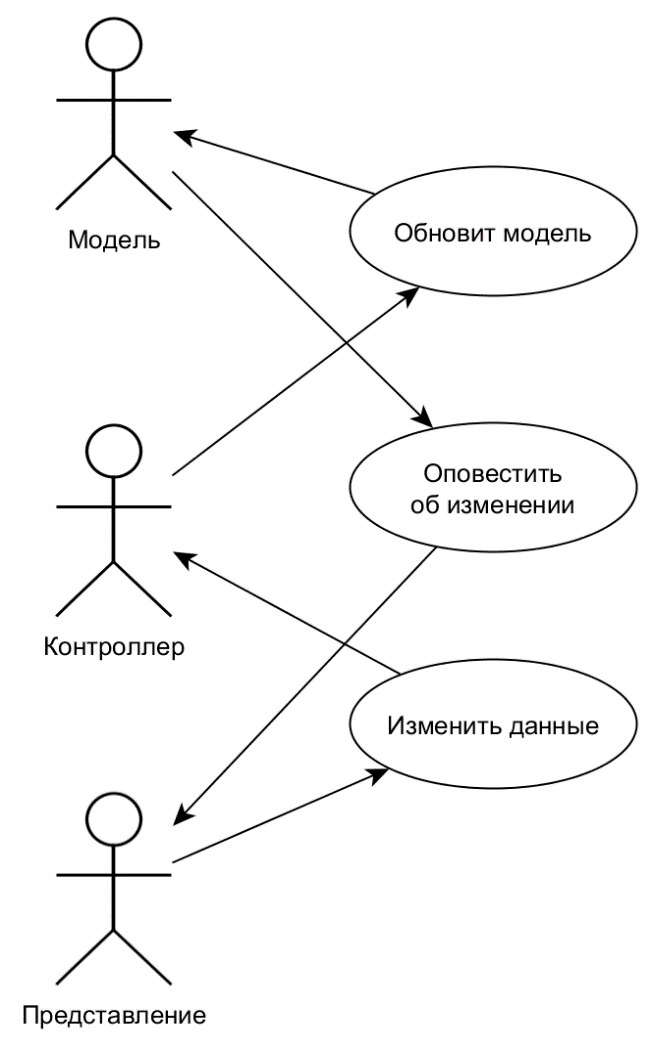 Обновит модель
Модель
Оповестить
об изменении
Контроллер
Изменить данные
Представление